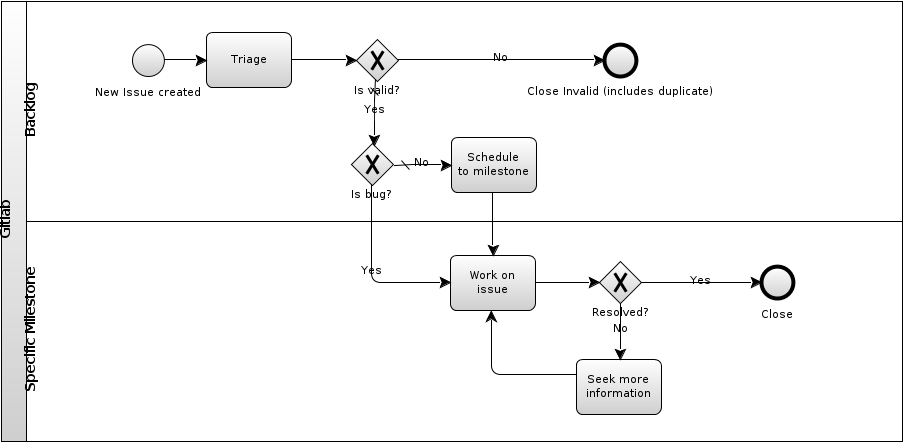 Gitlab
Backlog
New Issue created
Triage
Is valid?
No
Close Invalid (includes duplicate)
Yes
Is bug?
No
Schedule
to milestone
Specific Milestone
Yes
Work on
issue
Resolved?
Yes
Close
No
Seek more
information